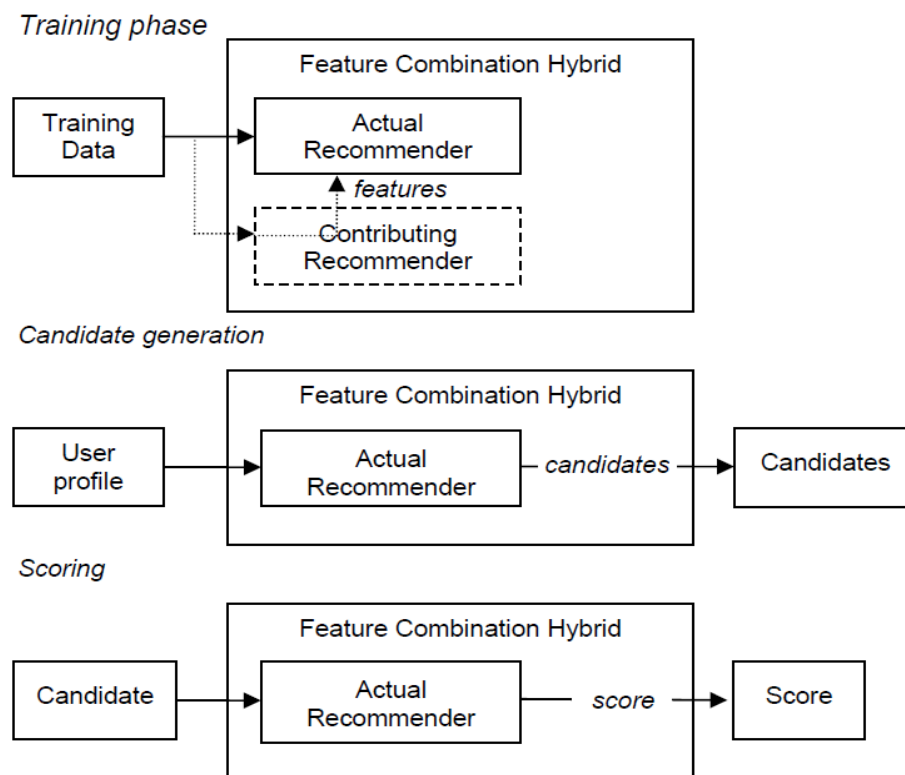 Training phase
Feature Combination Hybrid
Training
Data
Actual
Recommender
features
Contributing
Recommender
Candidate generation
Feature Combination Hybrid
User
profile
Actual
Recommender
candidates
Candidates
Scoring
Feature Combination Hybrid
Candidate
Actual
Recommender
score
Score